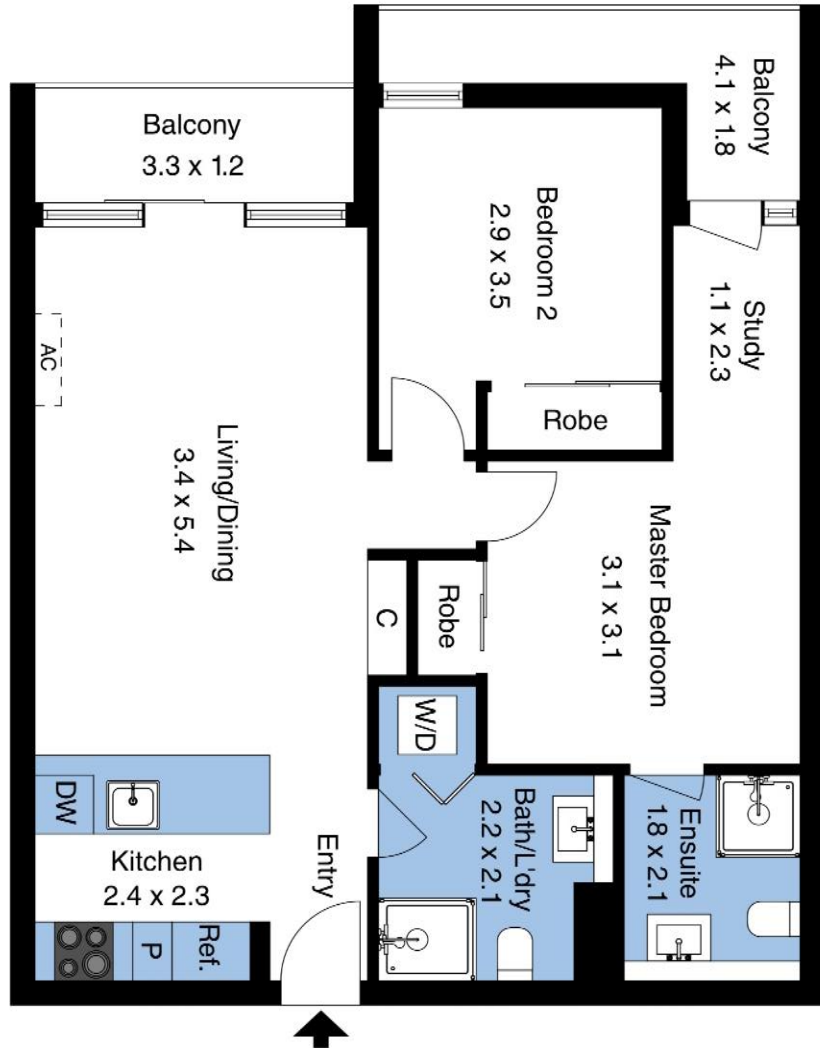 Balcony
3.3 x 1.2
Balcony
4.1 x 1.8
Bedroom 2
2.9 x 3.5
Study
1.1 x 2.3
AC
Robe
Living/Dining
3.4 x 5.4
Master Bedroom
3.1 x 3.1
C
Robe
W/D
DW
Bath/L'dry
2.2 x 2.1
Ensuite
1.8 x 2.1
Kitchen
2.4 x 2.3
Entry
P
Ref.